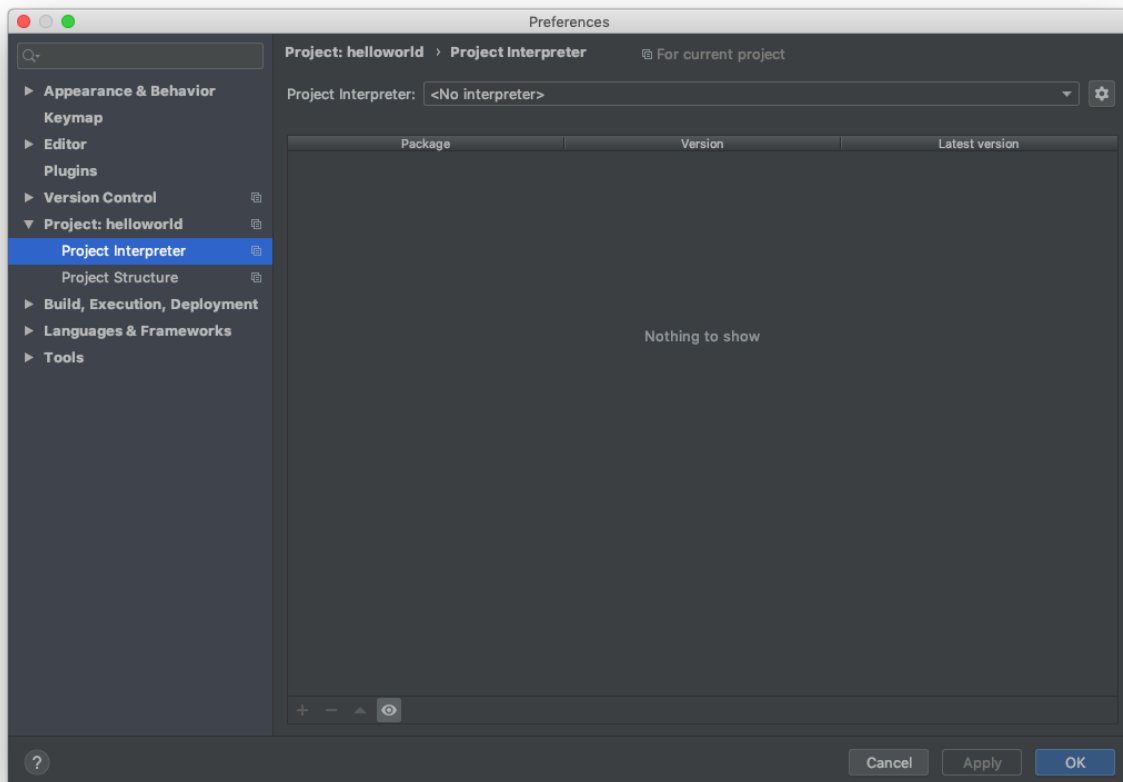 Preferences
Project: helloworld › Project Interpreter For current project
Appearance & Behavior
Keymap
Editor
Plugins
Version Control
Project: helloworld
Project Interpreter
Project Structure
Build, Execution, Deployment
Languages & Frameworks
Tools
Project Interpreter: <No interpreter>
Package Version Latest version
Nothing to show
? Cancel Apply OK